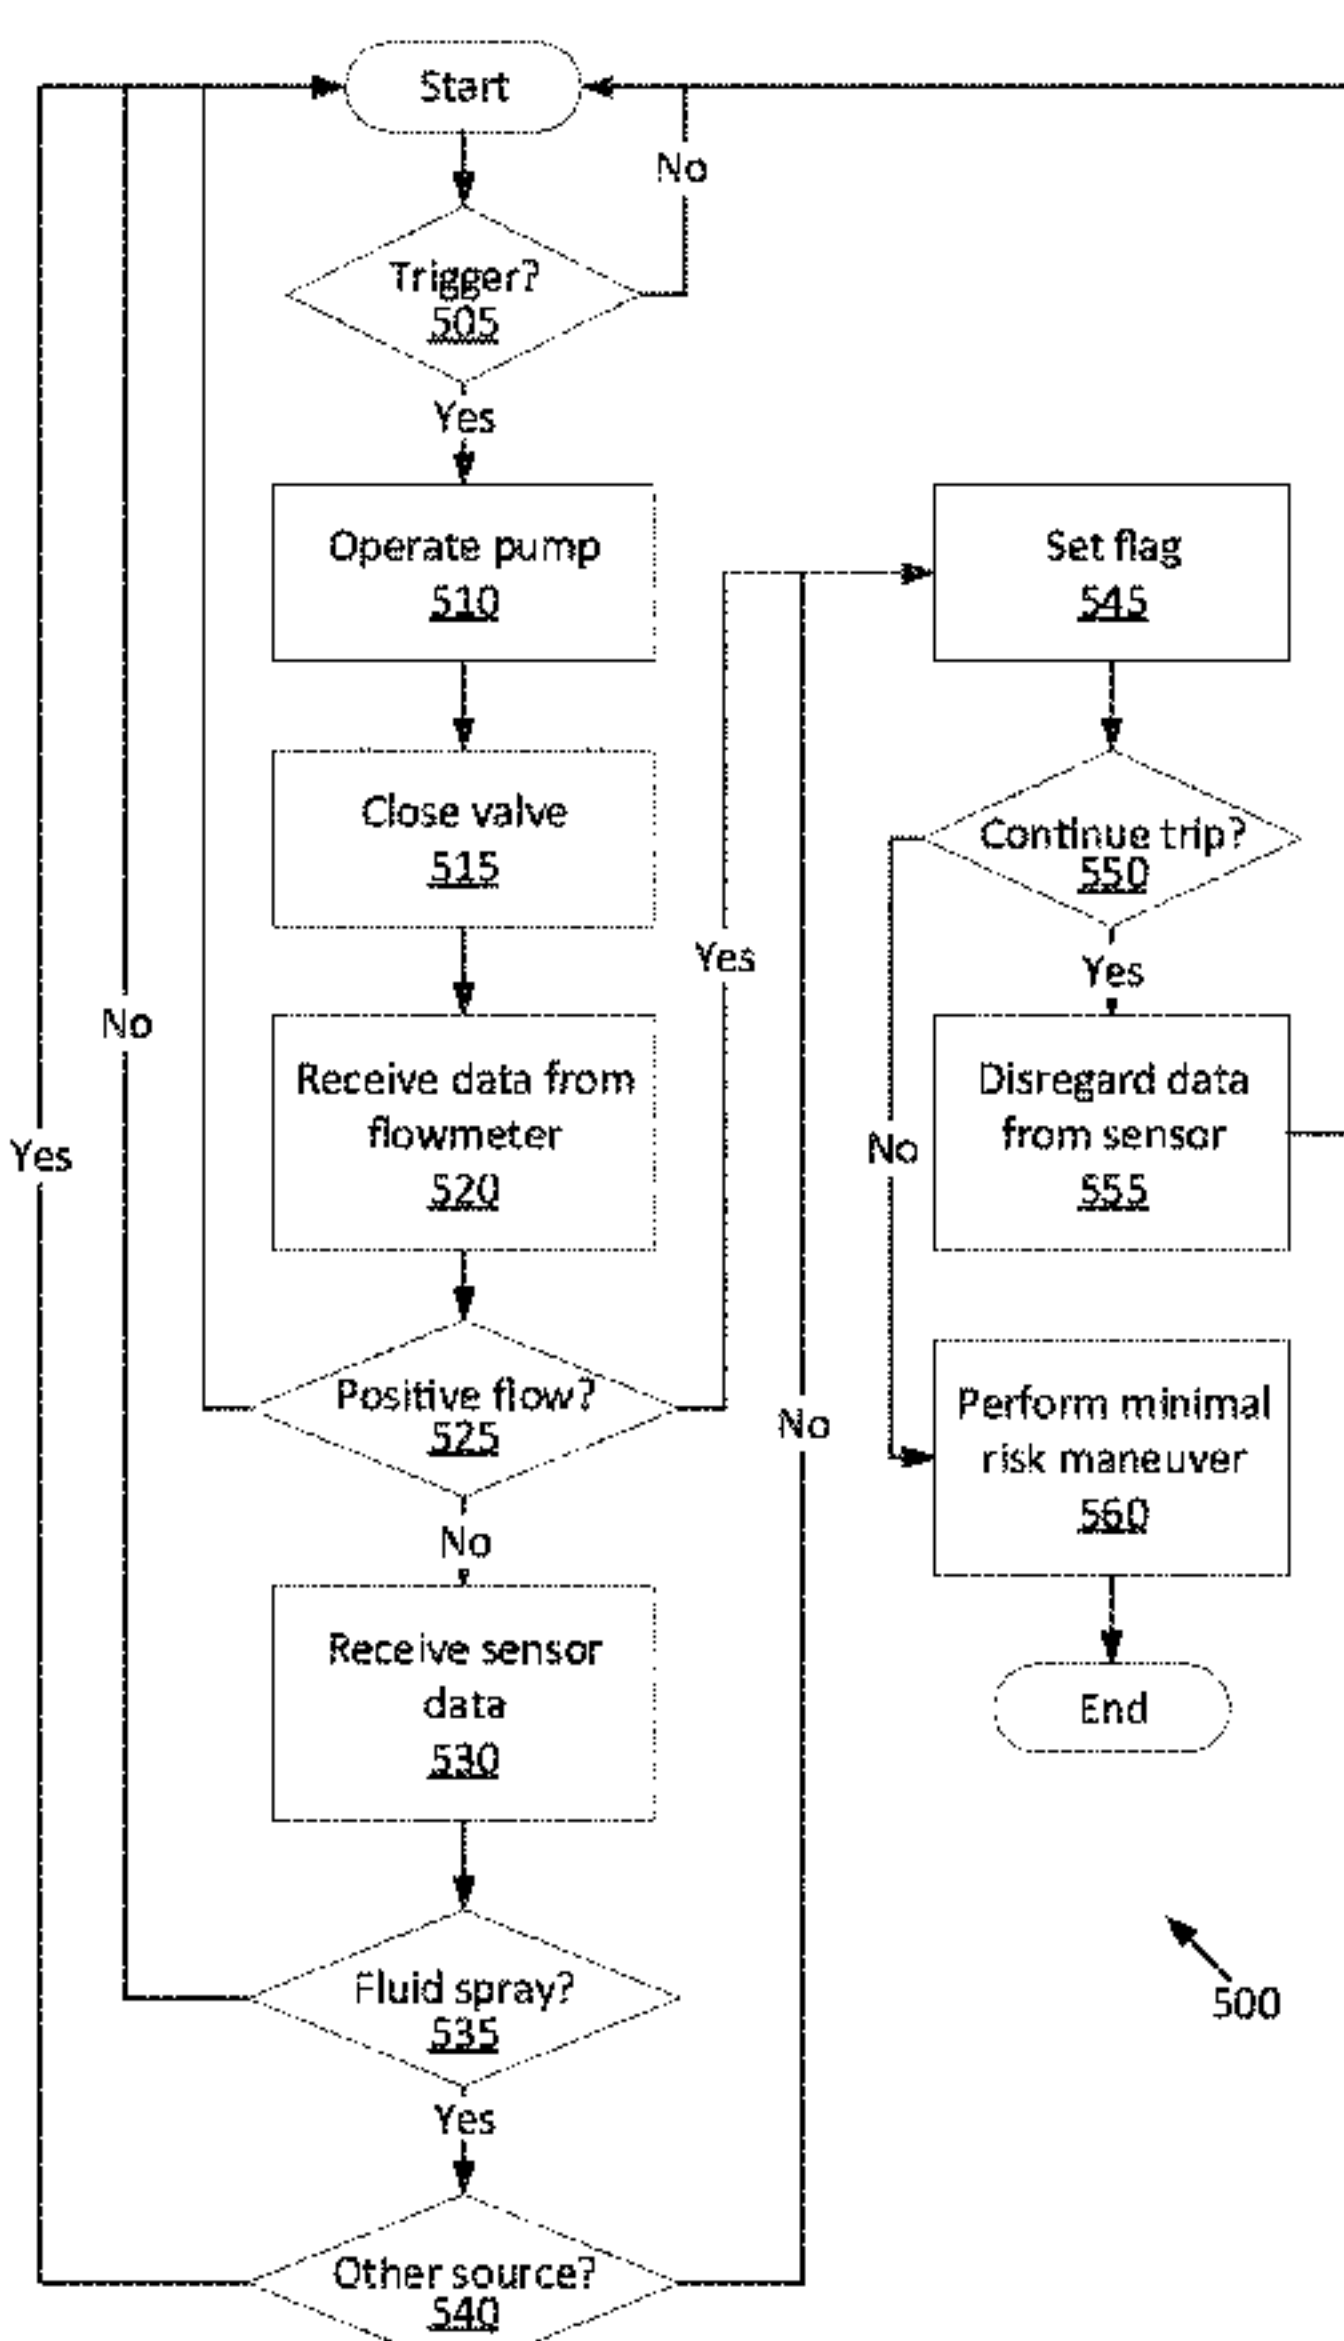 Start
No
Trigger?
505
Yes
Operate pump
510
Close valve
515
Receive data from
flowmeter
520
Positive flow?
525
No
Receive sensor
data
530
Fluid spray?
535
Yes
Other source?
540
Yes
No
Yes
No
Set flag
545
Continue trip?
550
Yes
No
Disregard data
from sensor
555
Perform minimal
risk maneuver
560
End
500